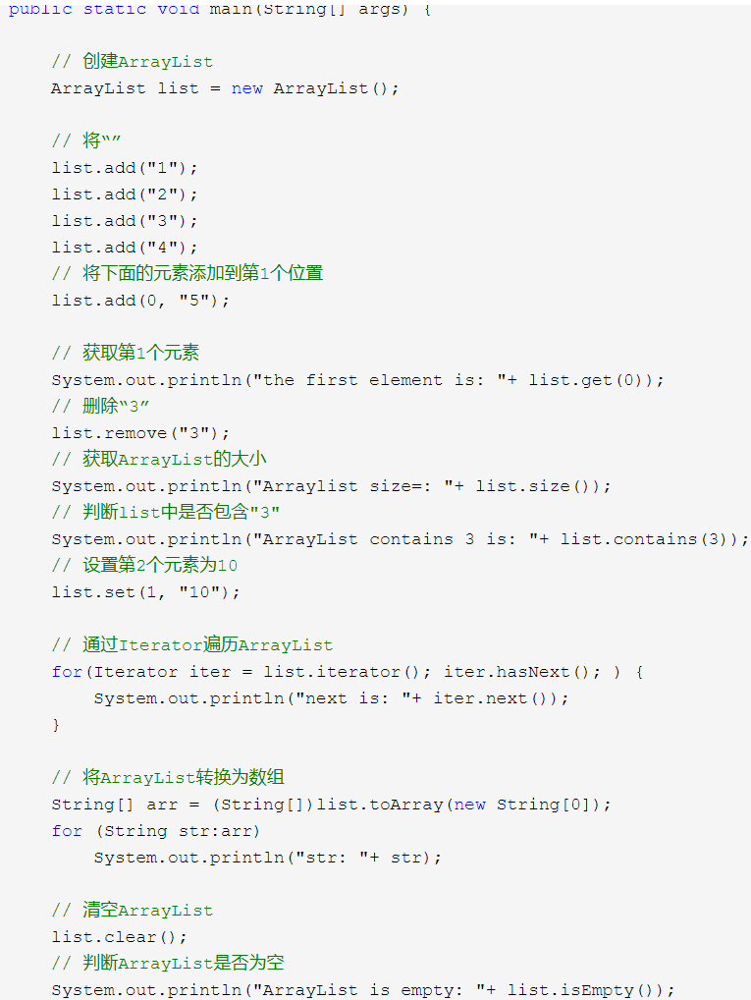 public static void main(String[] args) {
// 创建ArrayList
ArrayList list = new ArrayList();
// 将“”
list.add("1");
list.add("2");
list.add("3");
list.add("4");
// 将下面的元素添加到第1个位置
list.add(0, "5");
// 获取第1个元素
System.out.println("the first element is: "+ list.get(0));
// 删除“3”
list.remove("3");
// 获取ArrayList的大小
System.out.println("Arraylist size=: "+ list.size());
// 判断list中是否包含"3"
System.out.println("ArrayList contains 3 is: "+ list.contains(3));
// 设置第2个元素为10
list.set(1, "10");
// 通过Iterator遍历ArrayList
for(Iterator iter = list.iterator(); iter.hasNext(); ) {
System.out.println("next is: "+ iter.next());
}
// 将ArrayList转换为数组
String[] arr = (String[])list.toArray(new String[0]);
for (String str:arr)
System.out.println("str: "+ str);
// 清空ArrayList
list.clear();
// 判断ArrayList是否为空
System.out.println("ArrayList is empty: "+ list.isEmpty());